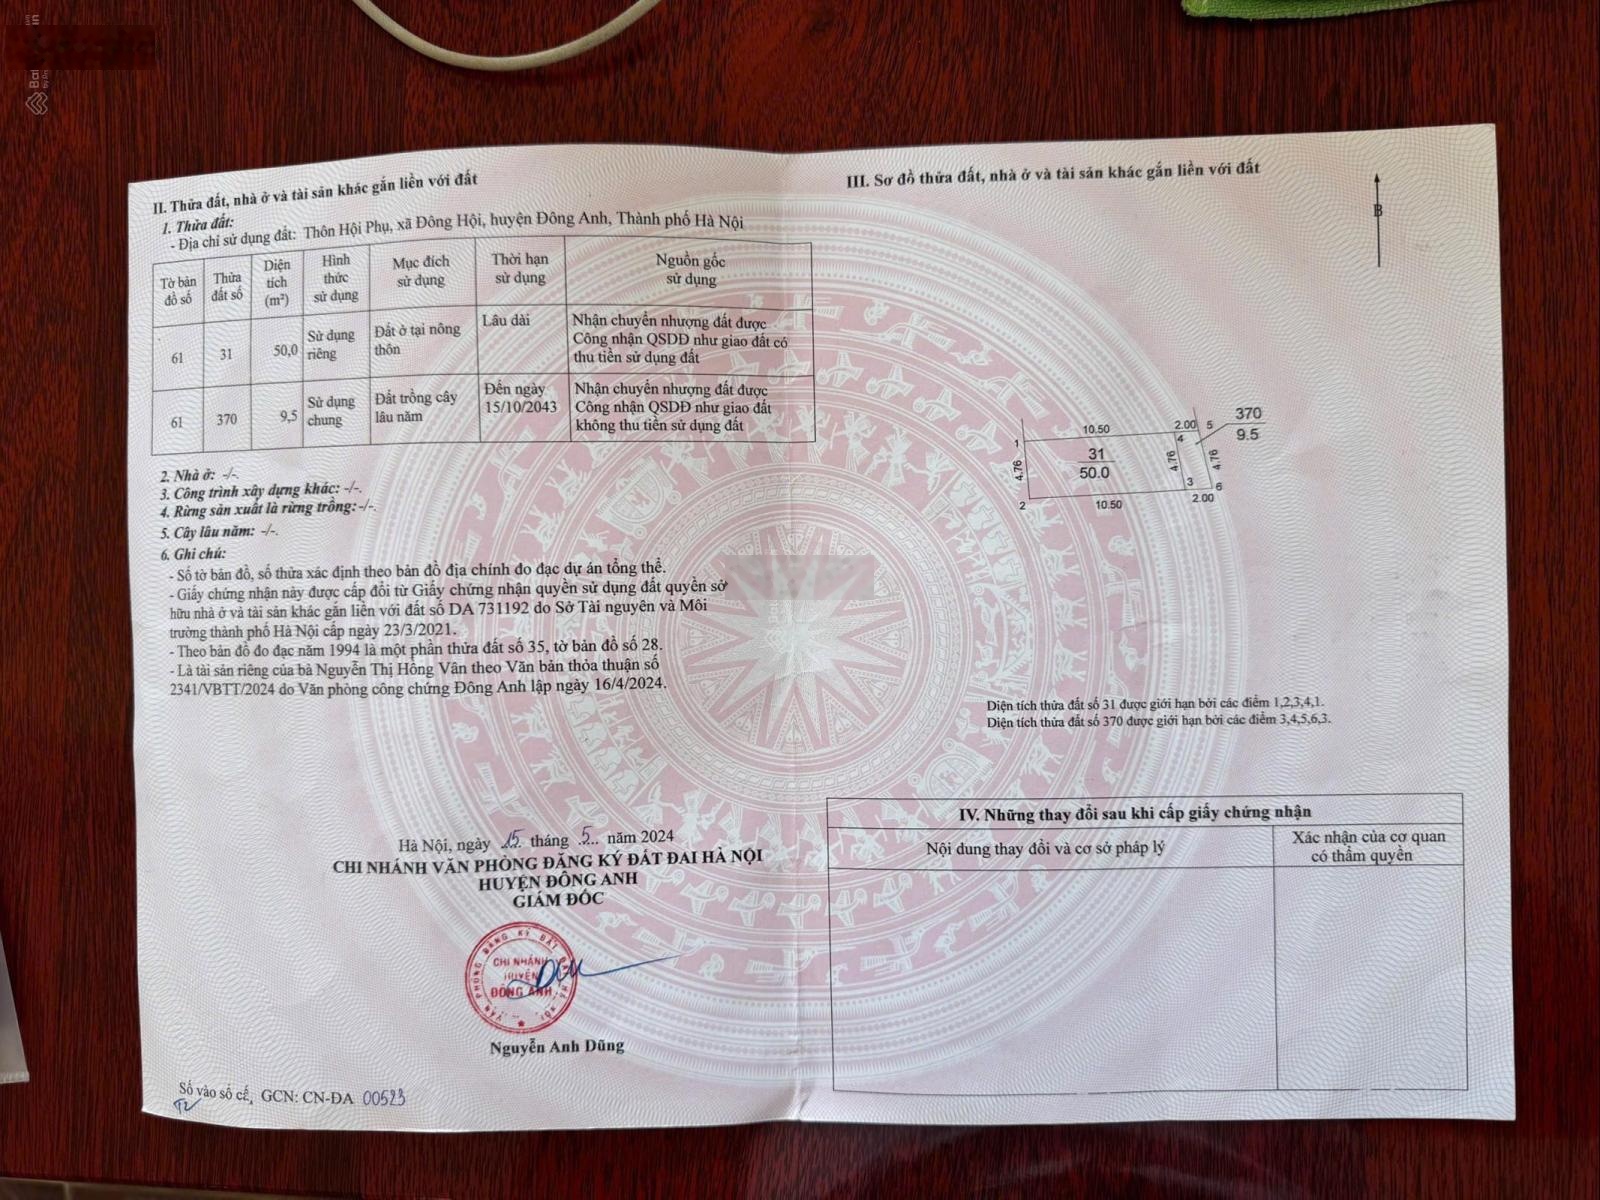 II. Thửa đất, nhà ở và tài sản khác gắn liền với đất
1. Thửa đất:
- Địa chỉ sử dụng đất: Thôn Hội Phụ, xã Đông Hội, huyện Đông Anh, Thành phố Hà Nội
Tờ bản đồ số
Thửa đất số
Diện tích (m²)
Hình thức sử dụng
Mục đích sử dụng
Thời hạn sử dụng
Nguồn gốc sử dụng
61
31
50,0
Sử dụng riêng
Đất ở tại nông thôn
Lâu dài
Nhận chuyển nhượng đất được
Công nhận QSDĐ như giao đất có
thu tiền sử dụng đất
61
370
9,5
Sử dụng chung
Đất trồng cây lâu năm
Đến ngày 15/10/2043
Nhận chuyển nhượng đất được
Công nhận QSDĐ như giao đất
không thu tiền sử dụng đất
2. Nhà ở: -/-.
3. Công trình xây dựng khác: -/-.
4. Rừng sản xuất là rừng trồng: -/-.
5. Cây lâu năm: -/-.
6. Ghi chú:
- Số tờ bản đồ, số thửa xác định theo bản đồ địa chính đo đạc dự án tổng thể.
- Giấy chứng nhận này được cấp đổi từ Giấy chứng nhận quyền sử dụng đất quyền sở
hữu nhà ở và tài sản khác gắn liền với đất số DA 731192 do Sở Tài nguyên và Môi
trường thành phố Hà Nội cấp ngày 23/3/2021.
- Theo bản đồ đo đạc năm 1994 là một phần thửa đất số 35, tờ bản đồ số 28.
- Là tài sản riêng của bà Nguyễn Thị Hồng Vân theo Văn bản thỏa thuận số
2341/VBTT/2024 do Văn phòng công chứng Đông Anh lập ngày 16/4/2024.
Hà Nội, ngày 15 tháng 5 năm 2024
CHI NHÁNH VĂN PHÒNG ĐĂNG KÝ ĐẤT ĐAI HÀ NỘI
HUYỆN ĐÔNG ANH
GIÁM ĐỐC
VĂN PHÒNG ĐĂNG KÝ ĐẤT ĐAI HÀ NỘI
CHI NHÁNH
HUYỆN
ĐÔNG ANH
Nguyễn Anh Dũng
Số vào sổ cấ GCN: CN-ĐA 00523
III. Sơ đồ thửa đất, nhà ở và tài sản khác gắn liền với đất
B
10.50
2.00
5
370
9.5
1
4
31
50.0
4.76
4.76
4.76
3
6
2
10.50
2.00
Diện tích thửa đất số 31 được giới hạn bởi các điểm 1,2,3,4,1.
Diện tích thửa đất số 370 được giới hạn bởi các điểm 3,4,5,6,3.
IV. Những thay đổi sau khi cấp giấy chứng nhận
Nội dung thay đổi và cơ sở pháp lý
Xác nhận của cơ quan
có thẩm quyền